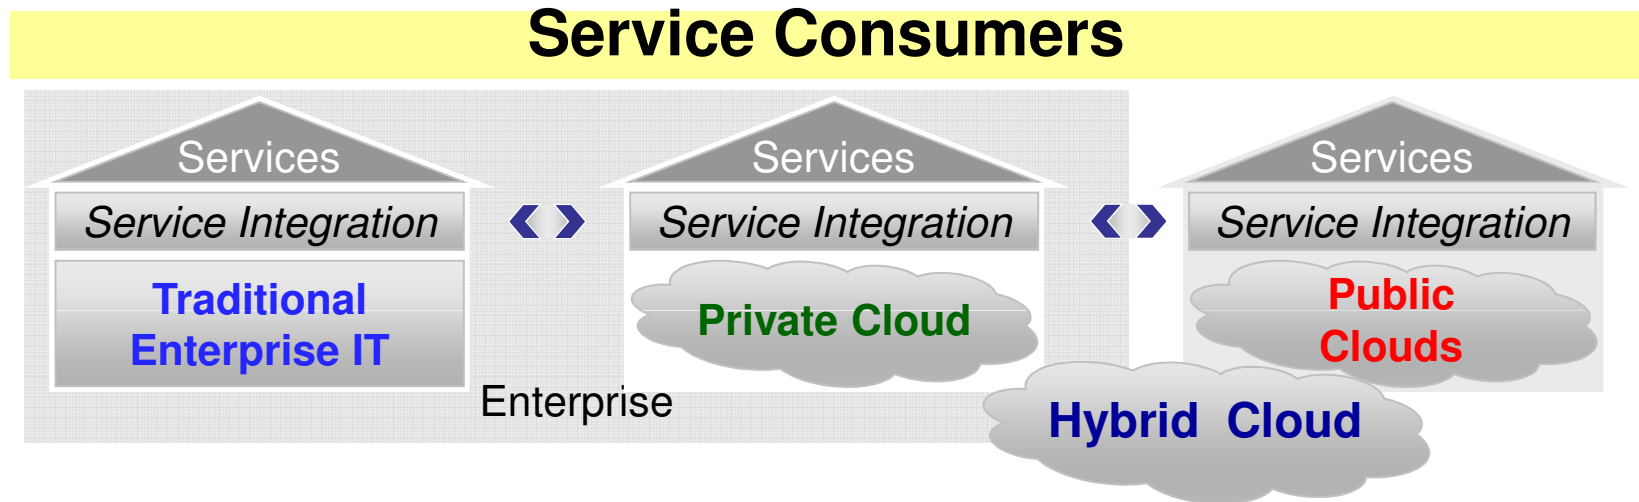 Service Consumers
Services
Services
Services
Service Integration
Service Integration
Service Integration
Traditional
Enterprise IT
Private Cloud
Public
Clouds
Enterprise
Hybrid Cloud